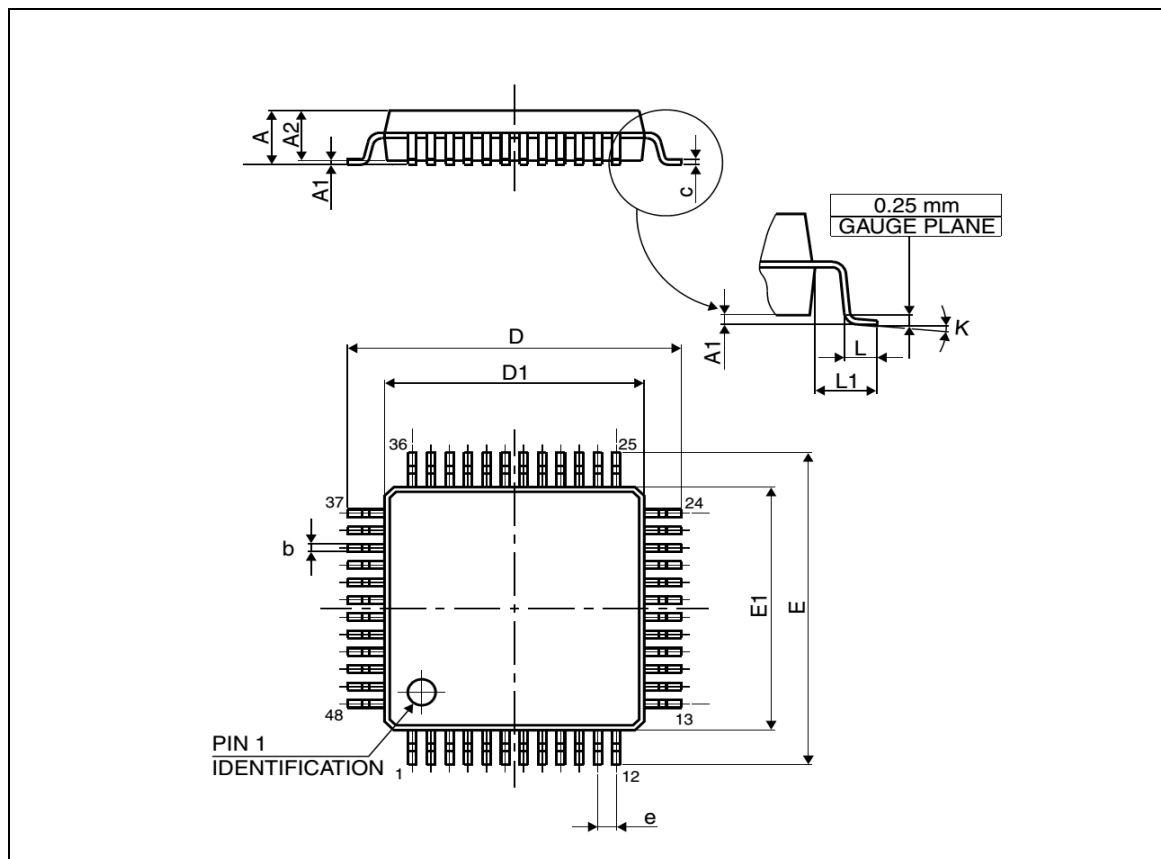 A
A2
A1
c
0.25 mm
GAUGE PLANE
A1
K
L
L1
D
D1
36
25
37
24
b
E1
E
48
13
PIN 1
IDENTIFICATION
1
12
e